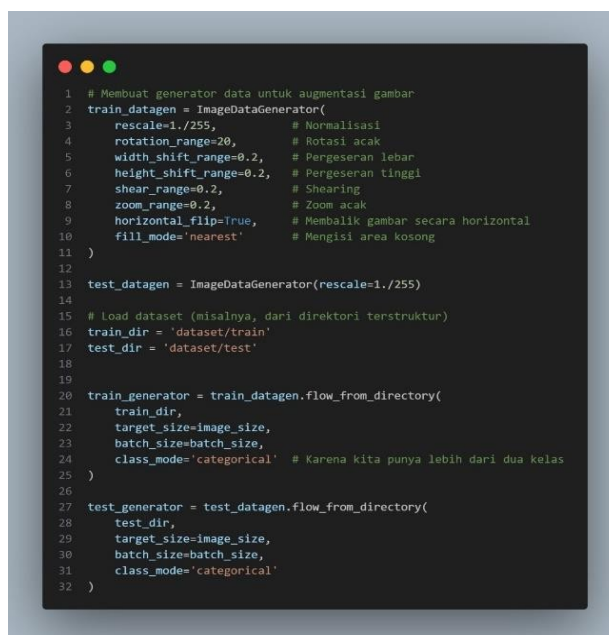 1 # Membuat generator data untuk augmentasi gambar
2 train_datagen = ImageDataGenerator(
3     rescale=1./255,              # Normalisasi
4     rotation_range=20,           # Rotasi acak
5     width_shift_range=0.2,       # Pergeseran lebar
6     height_shift_range=0.2,      # Pergeseran tinggi
7     shear_range=0.2,             # Shearing
8     zoom_range=0.2,              # Zoom acak
9     horizontal_flip=True,        # Membalik gambar secara horizontal
10     fill_mode='nearest'          # Mengisi area kosong
11 )
12
13 test_datagen = ImageDataGenerator(rescale=1./255)
14
15 # Load dataset (misalnya, dari direktori terstruktur)
16 train_dir = 'dataset/train'
17 test_dir = 'dataset/test'
18
19
20 train_generator = train_datagen.flow_from_directory(
21     train_dir,
22     target_size=image_size,
23     batch_size=batch_size,
24     class_mode='categorical'  # Karena kita punya lebih dari dua kelas
25 )
26
27 test_generator = test_datagen.flow_from_directory(
28     test_dir,
29     target_size=image_size,
30     batch_size=batch_size,
31     class_mode='categorical'
32 )